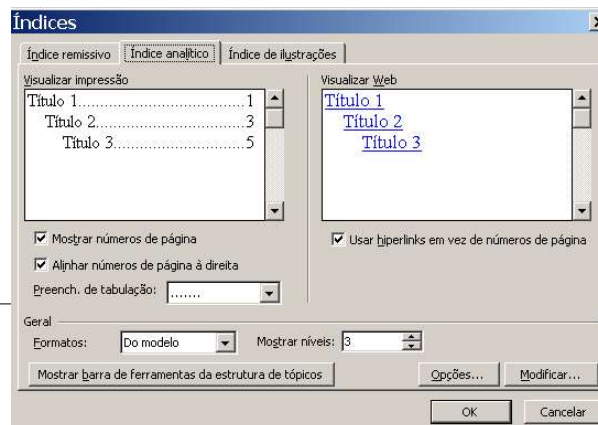 Índices
Índice remissivo Índice analítico Índice de ilustrações
Visualizar impressão
Título 1........................................1
Título 2................................3
Título 3............................5
Visualizar Web
Título 1
Título 2
Título 3
Mostrar números de página
Alinhar números de página à direita
Preench. de tabulação: .......
Usar hiperlinks em vez de números de página
Geral
Formatos: Do modelo Mostrar níveis: 3
Mostrar barra de ferramentas da estrutura de tópicos Opções... Modificar...
OK Cancelar